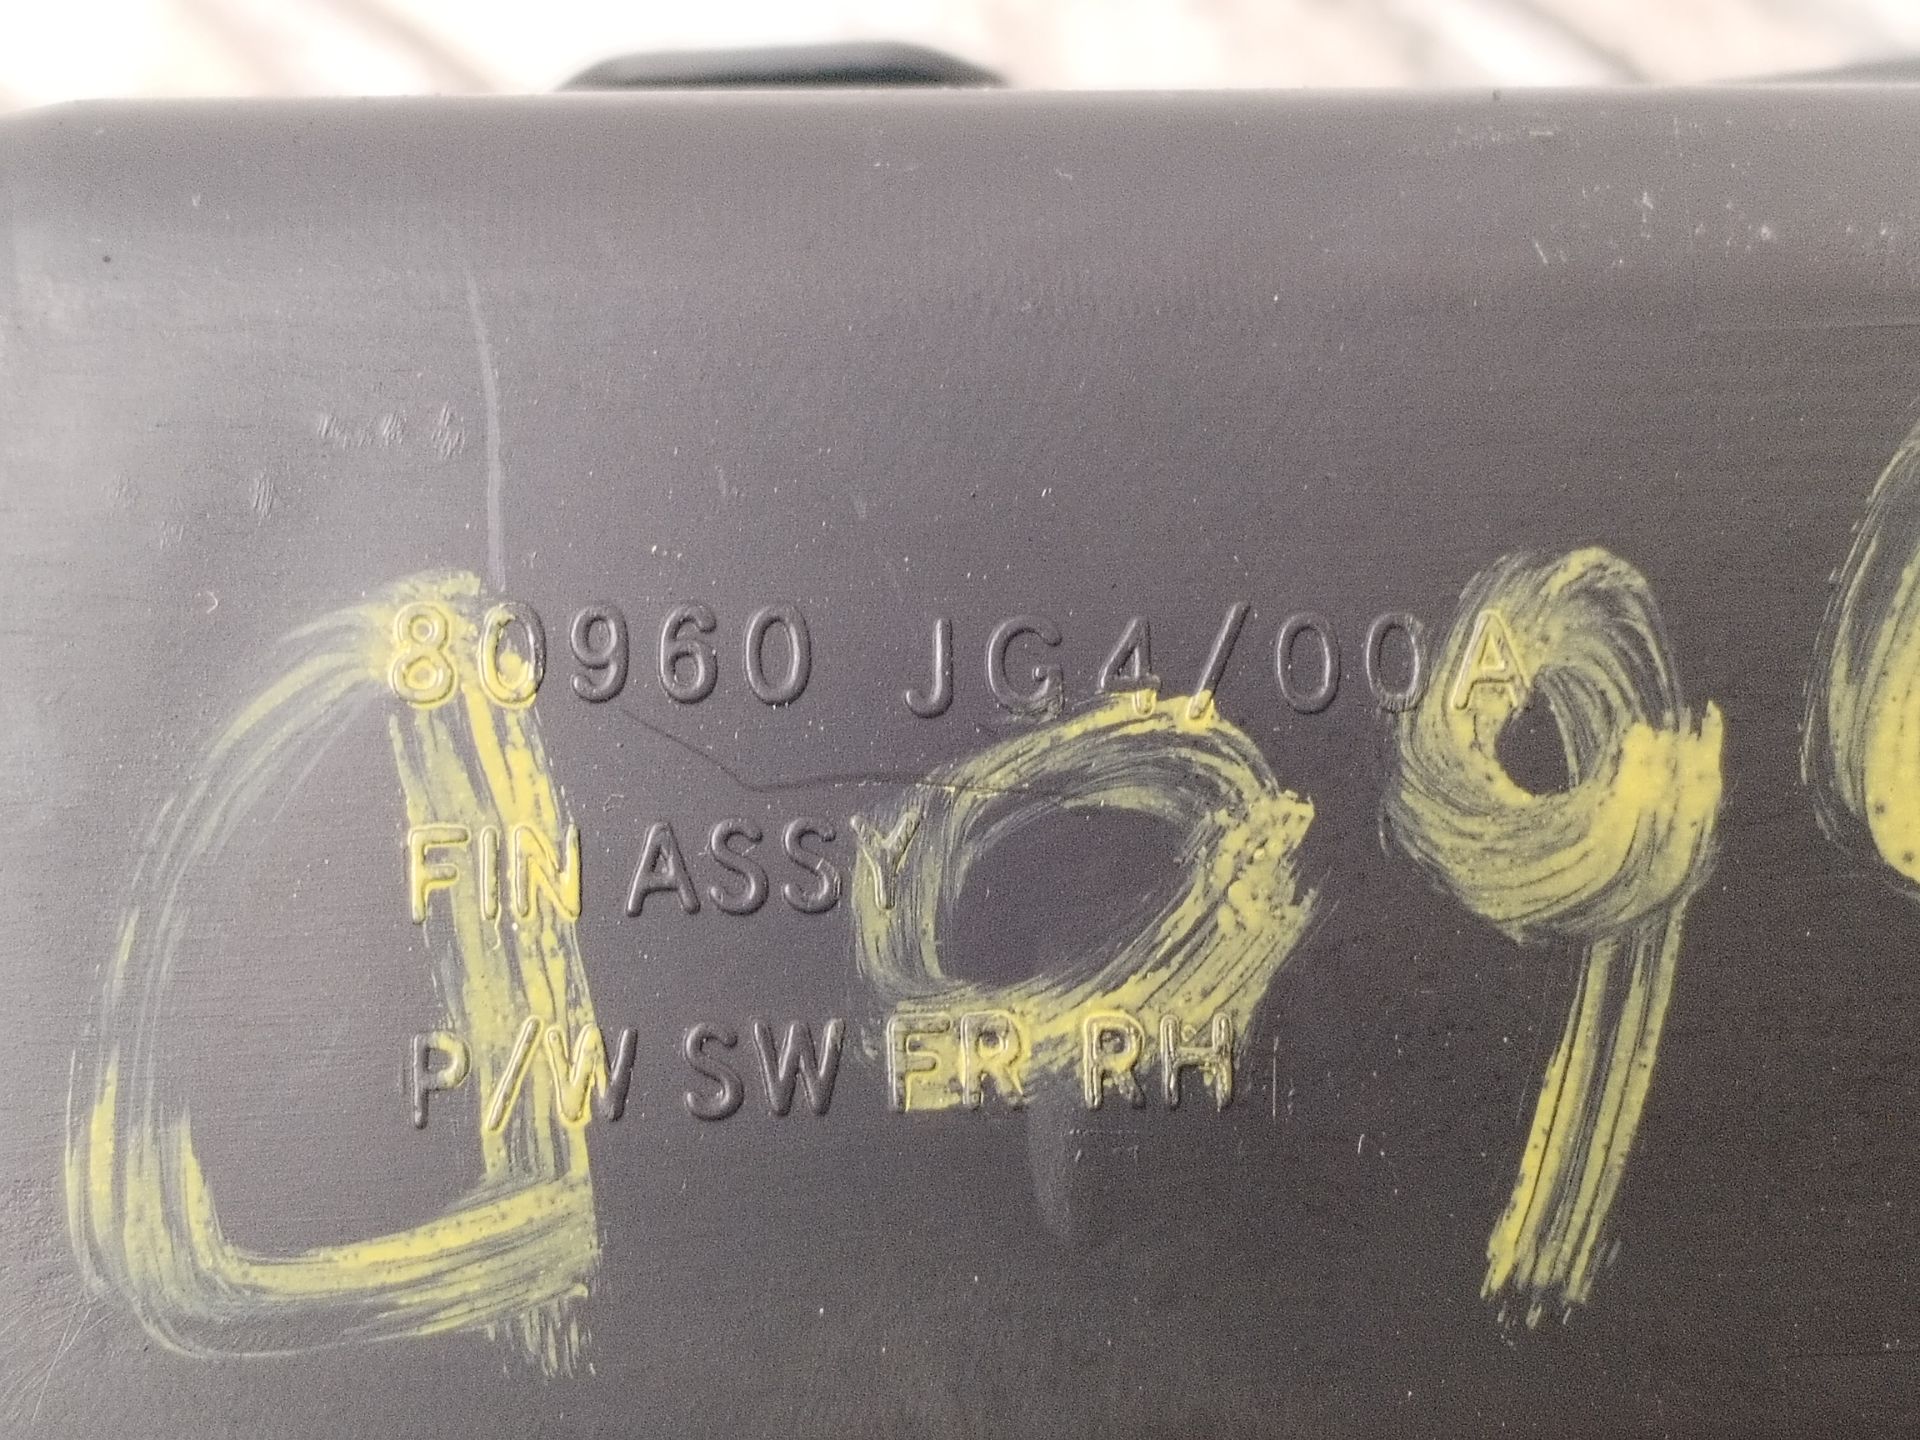 80960 JG4/00A
FIN ASSY
P/W SW FR RH